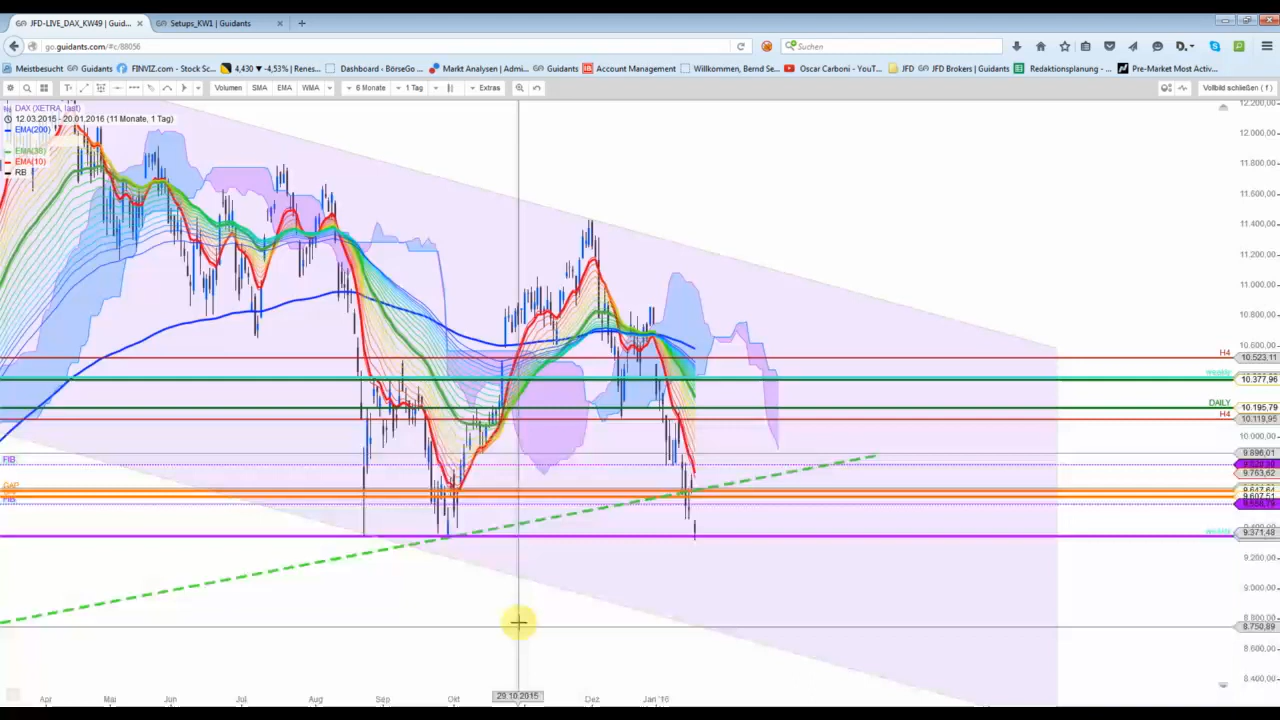 JFD-LIVE_DAX_KW49 | Guid... × Setups_KW1 | Guidants × +
go.guidants.com/#c/88056 Suchen
Meistbesucht Guidants FINVIZ.com - Stock Sc... 4,430 ▼ -4,53% | Renes... Dashboard ‹ BörseGo ... Markt Analysen | Admi... Guidants Account Management Willkommen, Bernd Se... Oscar Carboni / - You... JFD JFD Brokers | Guidants Redaktionsplanung - ... Pre-Market Most Activ...
Volumen SMA EMA WMA 6 Monate 1 Tag Extras Vollbild schließen ( f )
DAX (XETRA, last)
12.03.2015 - 20.01.2016 (11 Monate, 1 Tag)
EMA(200)
EMA(38)
EMA(10)
RB
12.200,00
12.000,00
11.800,00
11.600,00
11.400,00
11.200,00
11.000,00
10.800,00
10.600,00
H4 10.523,11
10.377,96
DAILY 10.195,79
H4 10.119,95
10.000,00
9.896,01
FIB
9.763,62
GAP
9.607,51
9.371,48
9.200,00
9.000,00
8.800,00
8.750,89
8.600,00
8.400,00
Apr Mai Jun Jul Aug Sep Okt 29.10.2015 Dez Jan '16